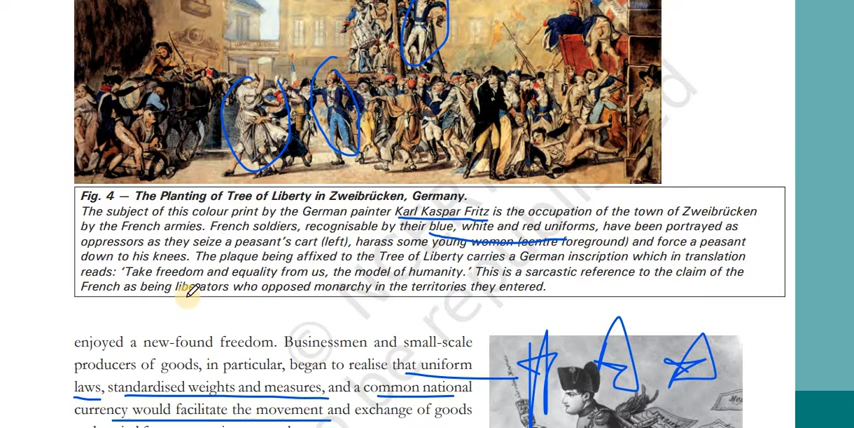 Fig. 4 — The Planting of Tree of Liberty in Zweibrücken, Germany.
The subject of this colour print by the German painter Karl Kaspar Fritz is the occupation of the town of Zweibrücken
by the French armies. French soldiers, recognisable by their blue, white and red uniforms, have been portrayed as
oppressors as they seize a peasant's cart (left), harass some young women (centre foreground) and force a peasant
down to his knees. The plaque being affixed to the Tree of Liberty carries a German inscription which in translation
reads: 'Take freedom and equality from us, the model of humanity.' This is a sarcastic reference to the claim of the
French as being liberators who opposed monarchy in the territories they entered.
enjoyed a new-found freedom. Businessmen and small-scale
producers of goods, in particular, began to realise that uniform
laws, standardised weights and measures, and a common national
currency would facilitate the movement and exchange of goods